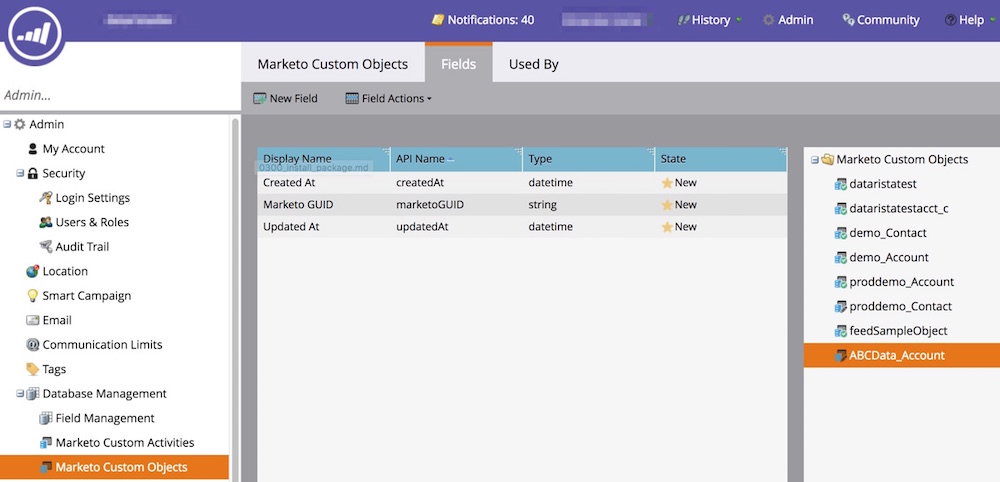 Notifications: 40
History
Admin
Community
Help
Admin...
Marketo Custom Objects
Fields
Used By
New Field
Field Actions
Admin
My Account
Security
Login Settings
Users & Roles
Audit Trail
Location
Smart Campaign
Email
Communication Limits
Tags
Database Management
Field Management
Marketo Custom Activities
Marketo Custom Objects
Display Name API Name Type State
0300_install_package.md
Created At createdAt datetime New
Marketo GUID marketoGUID string New
Updated At updatedAt datetime New
Marketo Custom Objects
dataristatest
dataristatestacct_c
demo_Contact
demo_Account
proddemo_Account
proddemo_Contact
feedSampleObject
ABCData_Account